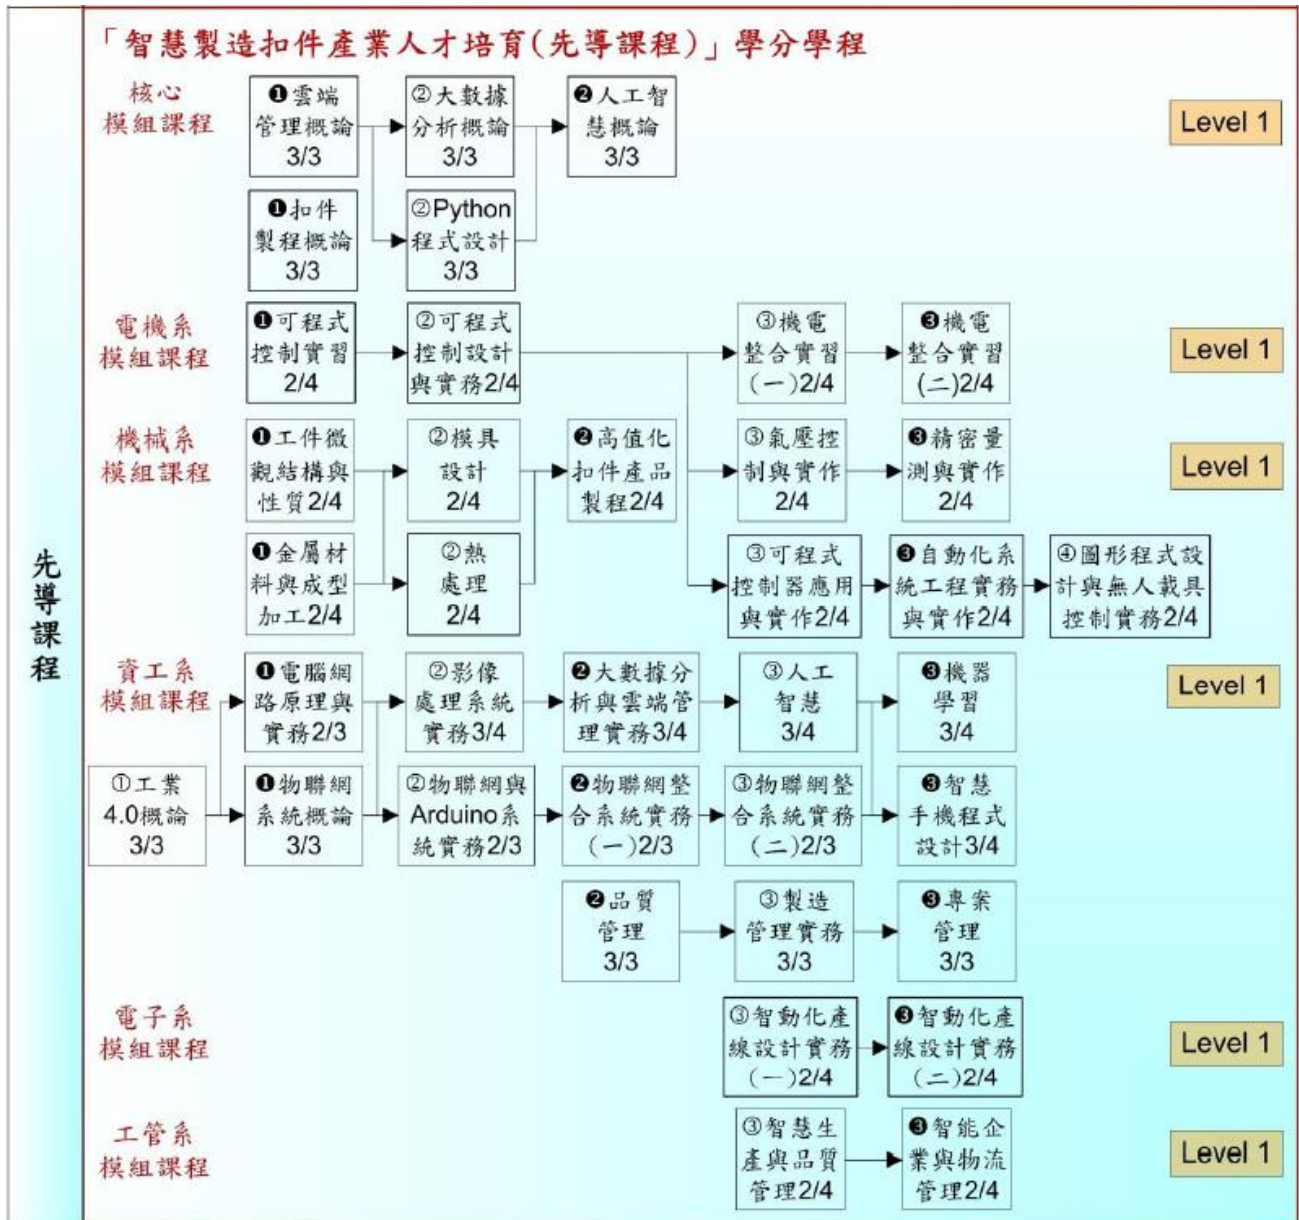 「智慧製造扣件產業人才培育(先導課程)」學分學程
先導課程
核心
模組課程
❶雲端
管理概論
3/3
②大數據
分析概論
3/3
❷人工智
慧概論
3/3
Level 1
❶扣件
製程概論
3/3
②Python
程式設計
3/3
電機系
模組課程
❶可程式
控制實習
2/4
②可程式
控制設計
與實務2/4
③機電
整合實習
(一)2/4
❸機電
整合實習
(二)2/4
Level 1
機械系
模組課程
❶工件微
觀結構與
性質2/4
②模具
設計
2/4
❷高值化
扣件產品
製程2/4
③氣壓控
制與實作
2/4
❸精密量
測與實作
2/4
Level 1
❶金屬材
料與成型
加工2/4
②熱
處理
2/4
③可程式
控制器應用
與實作2/4
❸自動化系
統工程實務
與實作2/4
④圖形程式設
計與無人載具
控制實務2/4
資工系
模組課程
❶電腦網
路原理與
實務2/3
②影像
處理系統
實務3/4
❷大數據分
析與雲端管
理實務3/4
③人工
智慧
3/4
❸機器
學習
3/4
Level 1
①工業
4.0概論
3/3
❶物聯網
系統概論
3/3
②物聯網與
Arduino系
統實務2/3
❷物聯網整
合系統實務
(一)2/3
③物聯網整
合系統實務
(二)2/3
❸智慧
手機程式
設計3/4
❷品質
管理
3/3
③製造
管理實務
3/3
❸專案
管理
3/3
電子系
模組課程
③智動化產
線設計實務
(一)2/4
❸智動化產
線設計實務
(二)2/4
Level 1
工管系
模組課程
③智慧生
產與品質
管理2/4
❸智能企
業與物流
管理2/4
Level 1